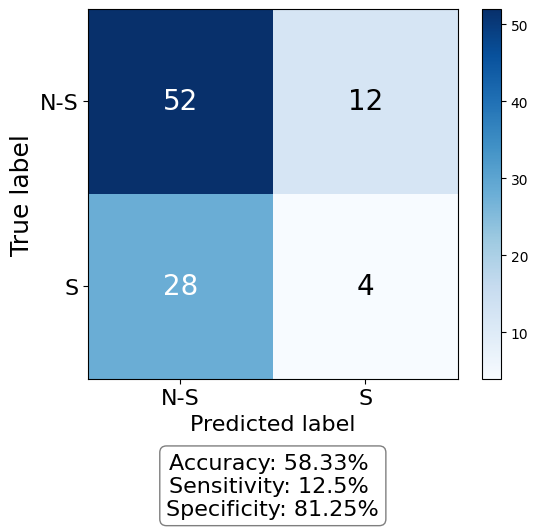 50
N-S
52
12
40
True label
30
S
28
4
20
10
N-S
S
Predicted label
Accuracy: 58.33%
Sensitivity: 12.5%
Specificity: 81.25%